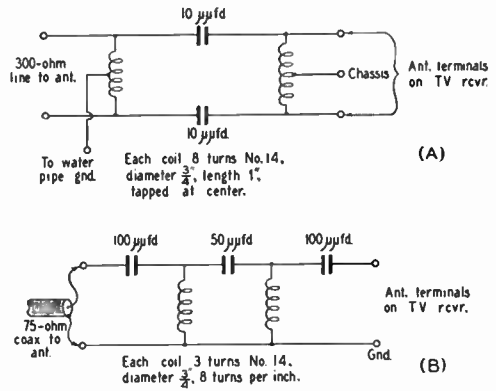 10 μμfd
300-ohm
line to ant.
Chassis
Ant. terminals
on TV rcvr.
10 μμfd.
To water
pipe gnd.
Each coil 8 turns No. 14,
diameter 3/4", length 1",
tapped at center.
(A)
100 μμfd
50 μμfd
100 μμfd
75-ohm
coax to
ant.
Ant. terminals
on TV rcvr.
Gnd.
Each coil 3 turns No. 14,
diameter 3/4", 8 turns per inch.
(B)